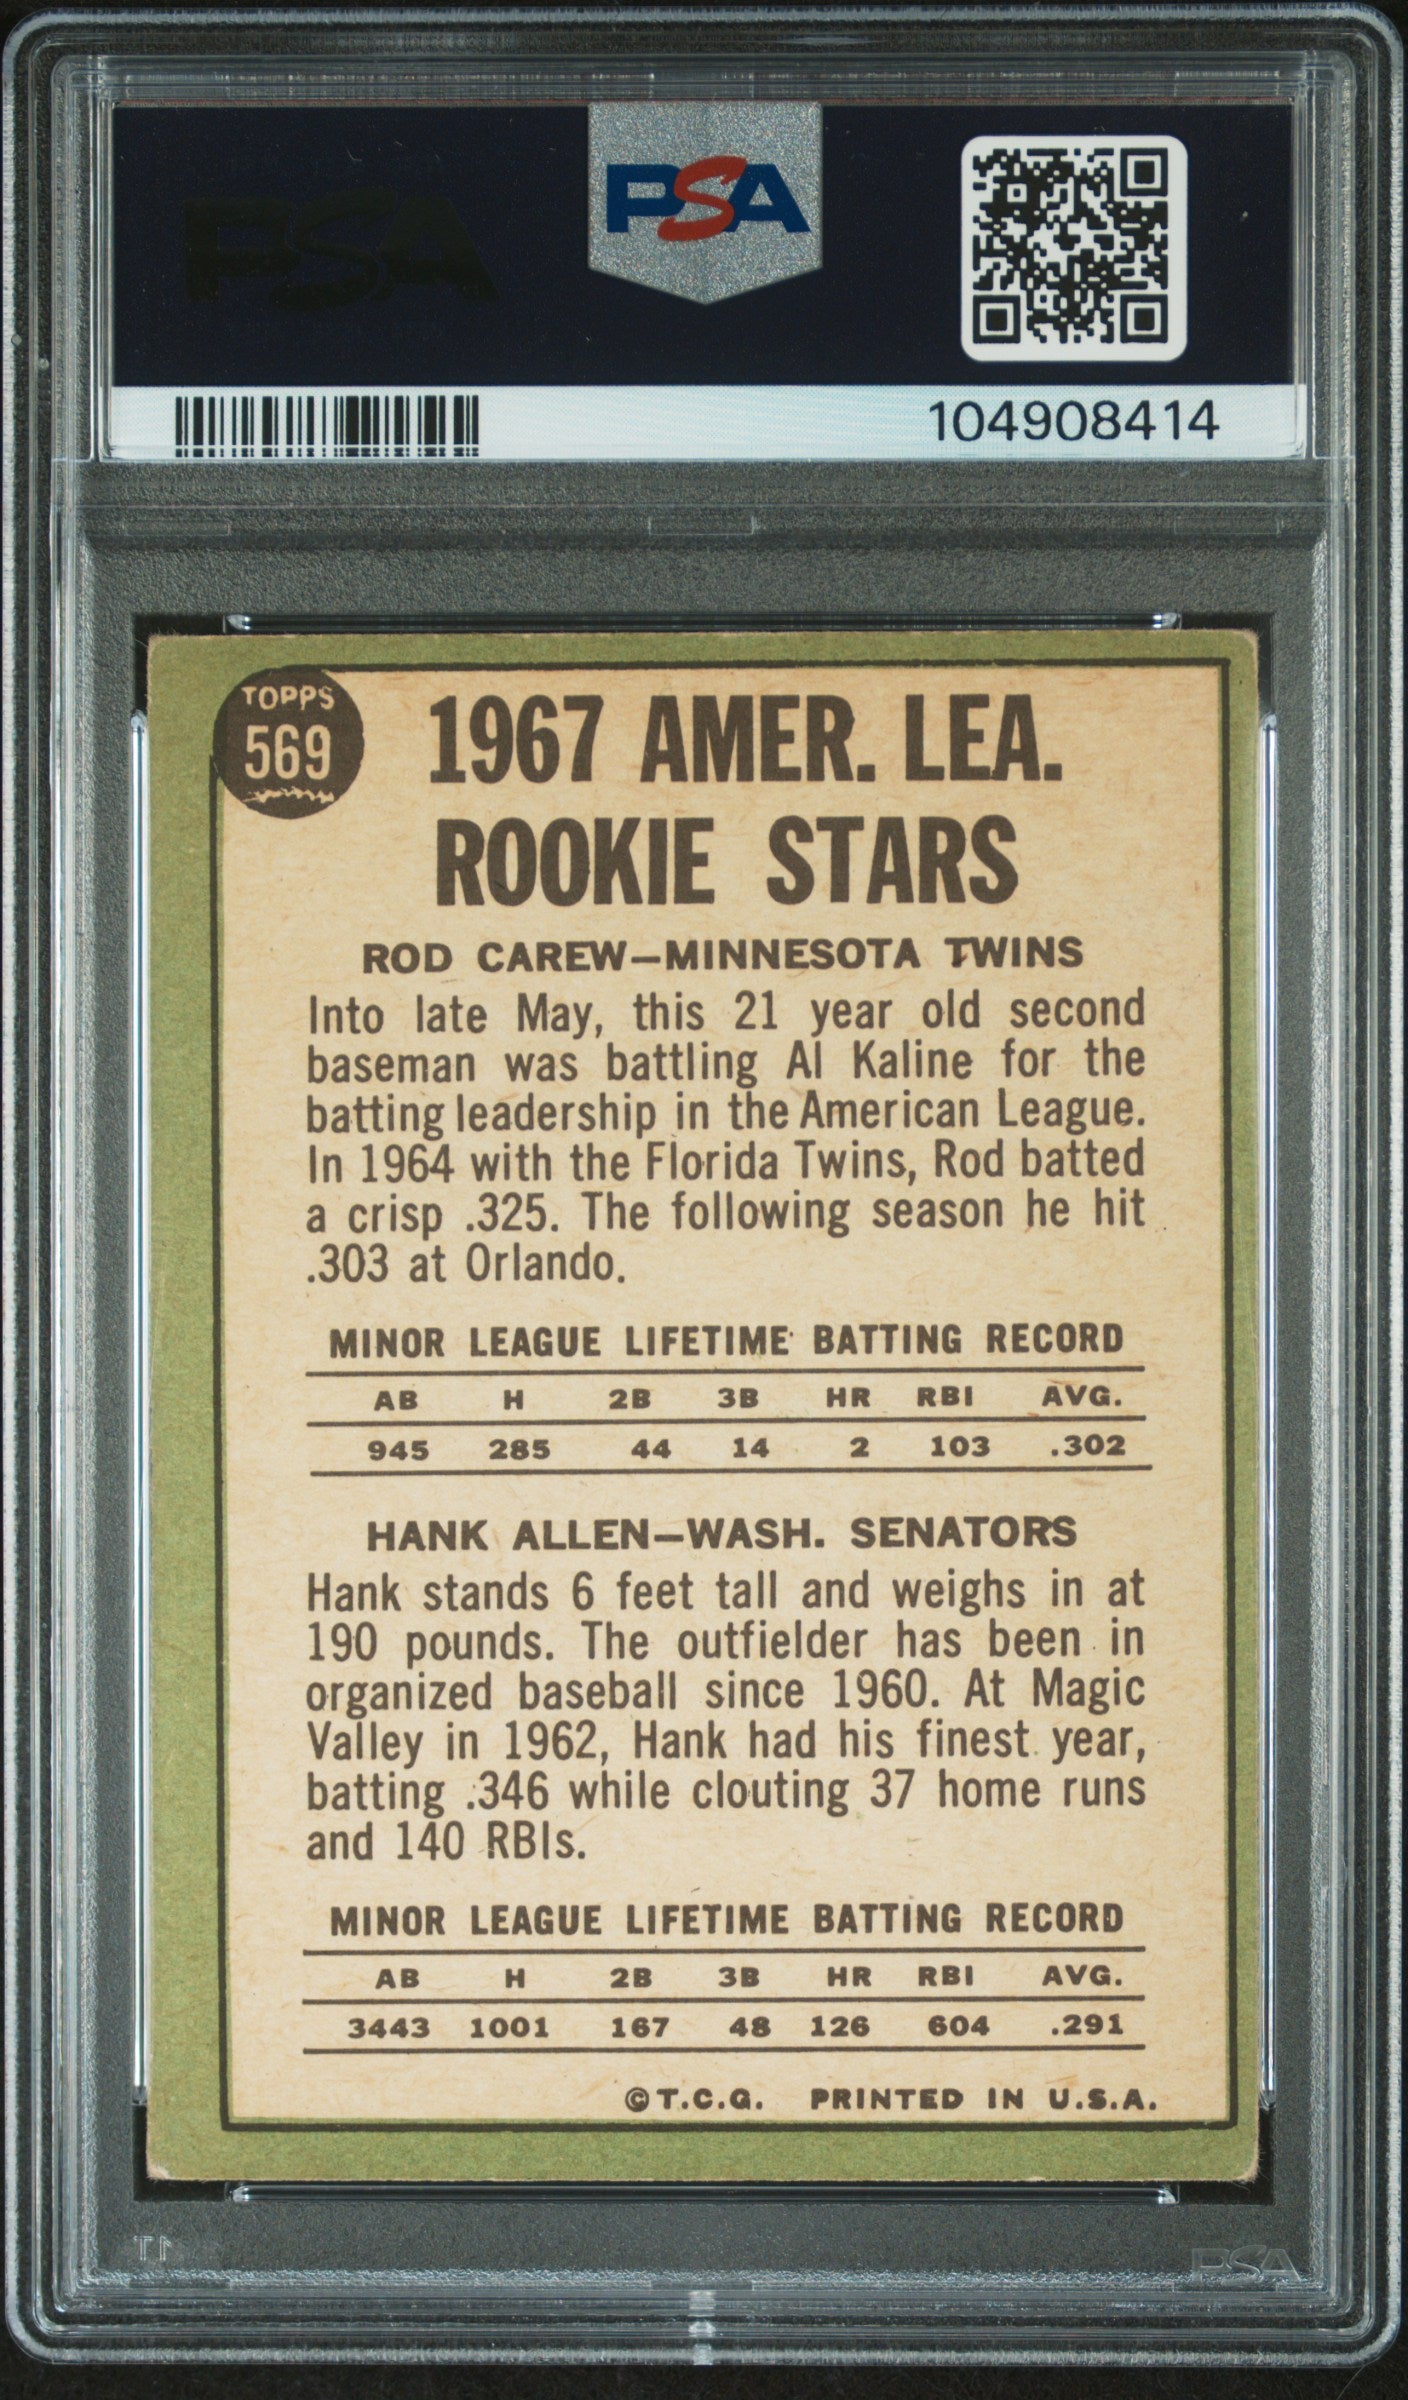 PSA
PSA
104908414
TOPPS
569
1967 AMER. LEA.
ROOKIE STARS
ROD CAREW–MINNESOTA TWINS
Into late May, this 21 year old second
baseman was battling Al Kaline for the
batting leadership in the American League.
In 1964 with the Florida Twins, Rod batted
a crisp .325. The following season he hit
.303 at Orlando.
MINOR LEAGUE LIFETIME BATTING RECORD
AB H 2B 3B HR RBI AVG.
945 285 44 14 2 103 .302
HANK ALLEN–WASH. SENATORS
Hank stands 6 feet tall and weighs in at
190 pounds. The outfielder has been in
organized baseball since 1960. At Magic
Valley in 1962, Hank had his finest year,
batting .346 while clouting 37 home runs
and 140 RBIs.
MINOR LEAGUE LIFETIME BATTING RECORD
AB H 2B 3B HR RBI AVG.
3443 1001 167 48 126 604 .291
©T.C.G. PRINTED IN U.S.A.
PSA